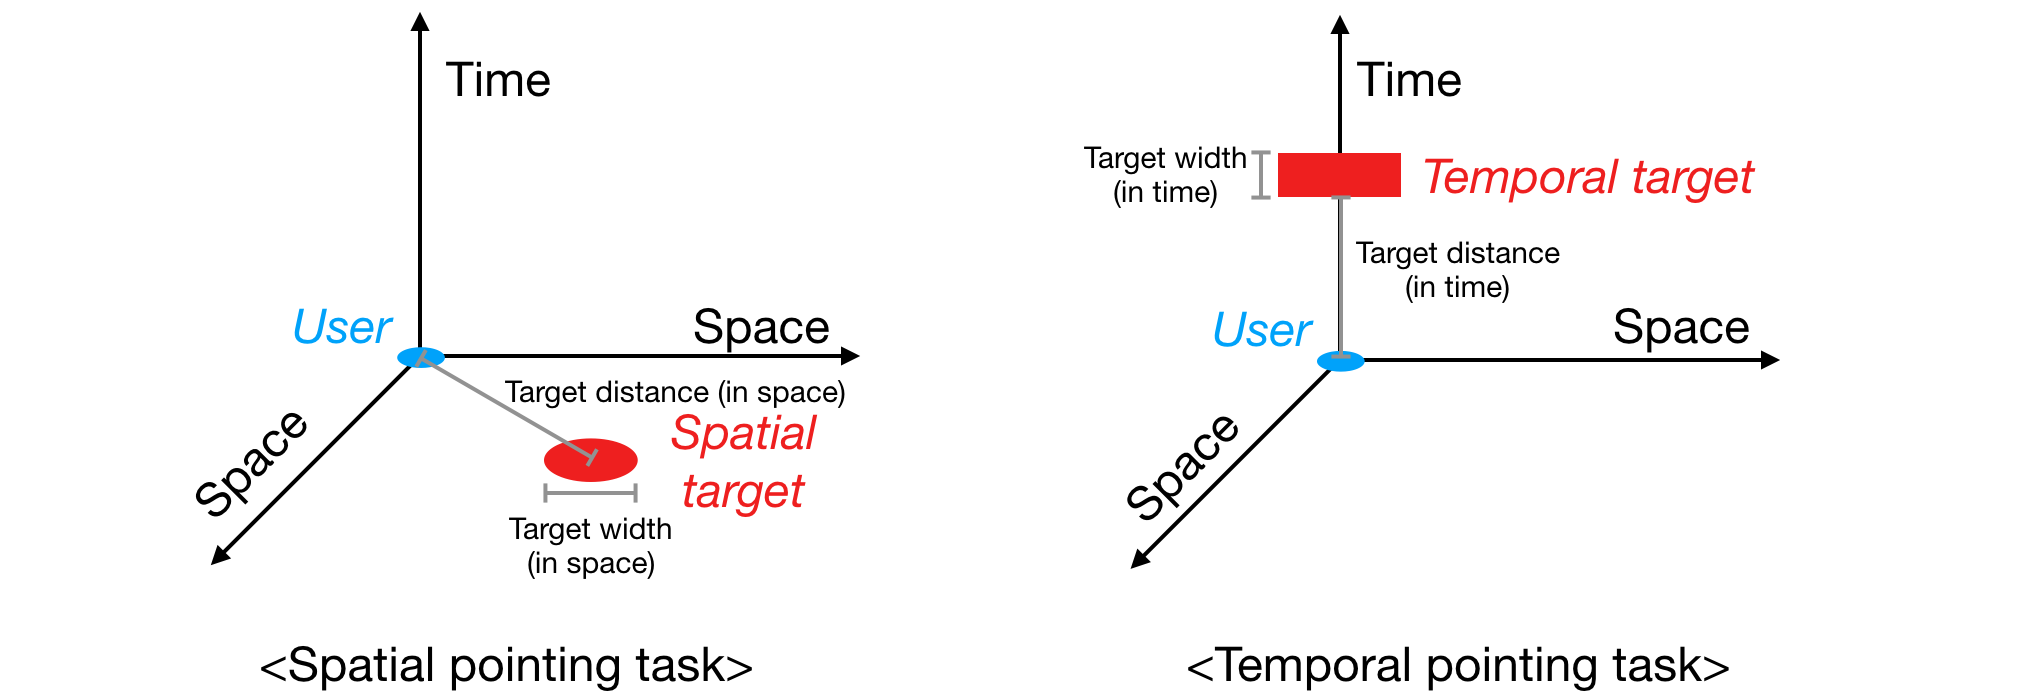 Time
User
Space
Target distance (in space)
Spatial
target
Space
Target width
(in space)
<Spatial pointing task>
Time
Target width
(in time)
Temporal target
Target distance
(in time)
User
Space
Space
<Temporal pointing task>